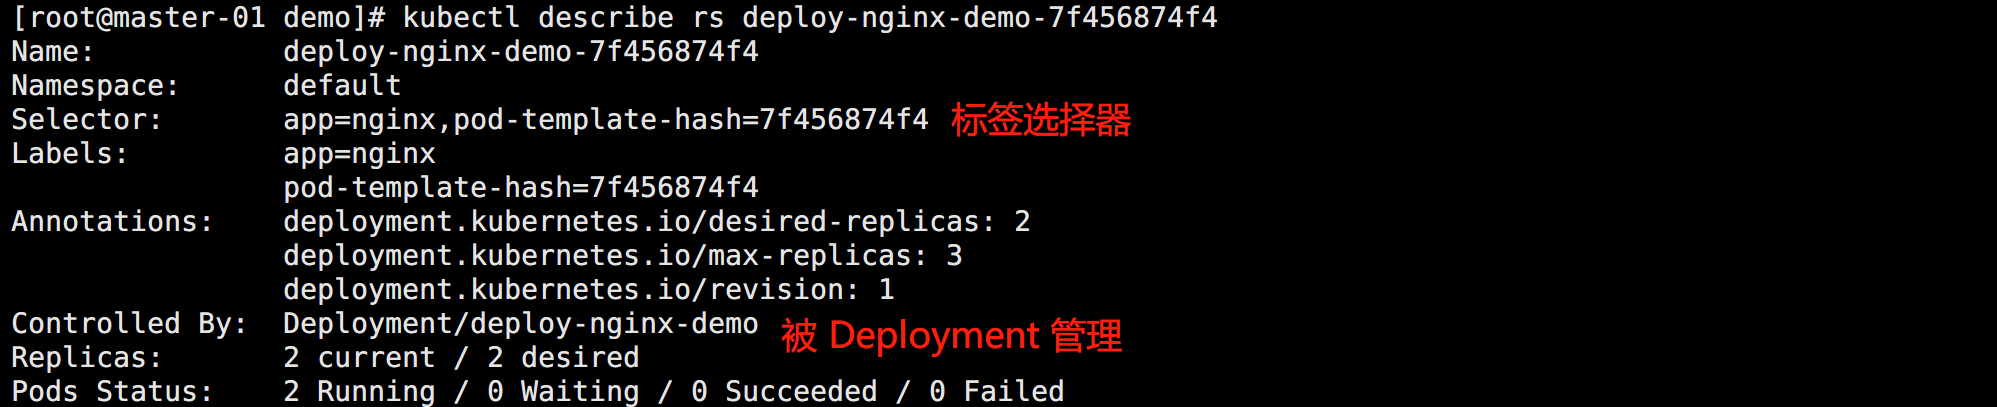 [root@master-01 demo]# kubectl describe rs deploy-nginx-demo-7f456874f4
Name:           deploy-nginx-demo-7f456874f4
Namespace:      default
Selector:       app=nginx,pod-template-hash=7f456874f4 标签选择器
Labels:         app=nginx
                pod-template-hash=7f456874f4
Annotations:    deployment.kubernetes.io/desired-replicas: 2
                deployment.kubernetes.io/max-replicas: 3
                deployment.kubernetes.io/revision: 1
Controlled By:  Deployment/deploy-nginx-demo 被 Deployment 管理
Replicas:       2 current / 2 desired
Pods Status:    2 Running / 0 Waiting / 0 Succeeded / 0 Failed